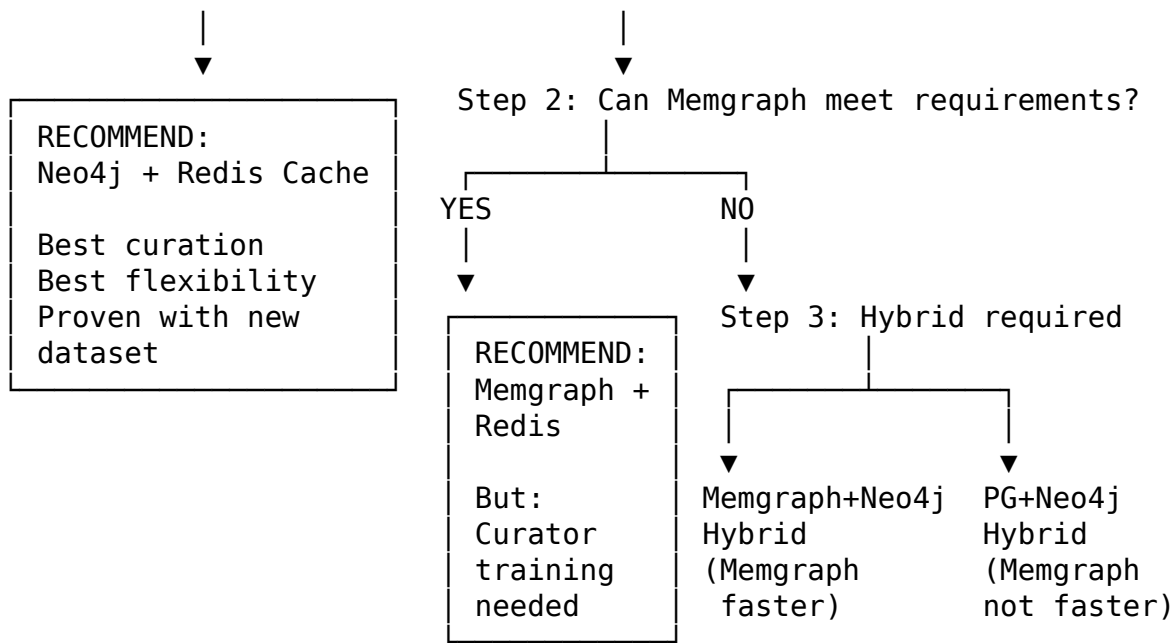 Step 2: Can Memgraph meet requirements?
RECOMMEND:
Neo4j + Redis Cache
Best curation
Best flexibility
Proven with new
dataset
YES
NO
RECOMMEND:
Memgraph +
Redis
But:
Curator
training
needed
Step 3: Hybrid required
Memgraph+Neo4j
Hybrid
(Memgraph
faster)
PG+Neo4j
Hybrid
(Memgraph
not faster)